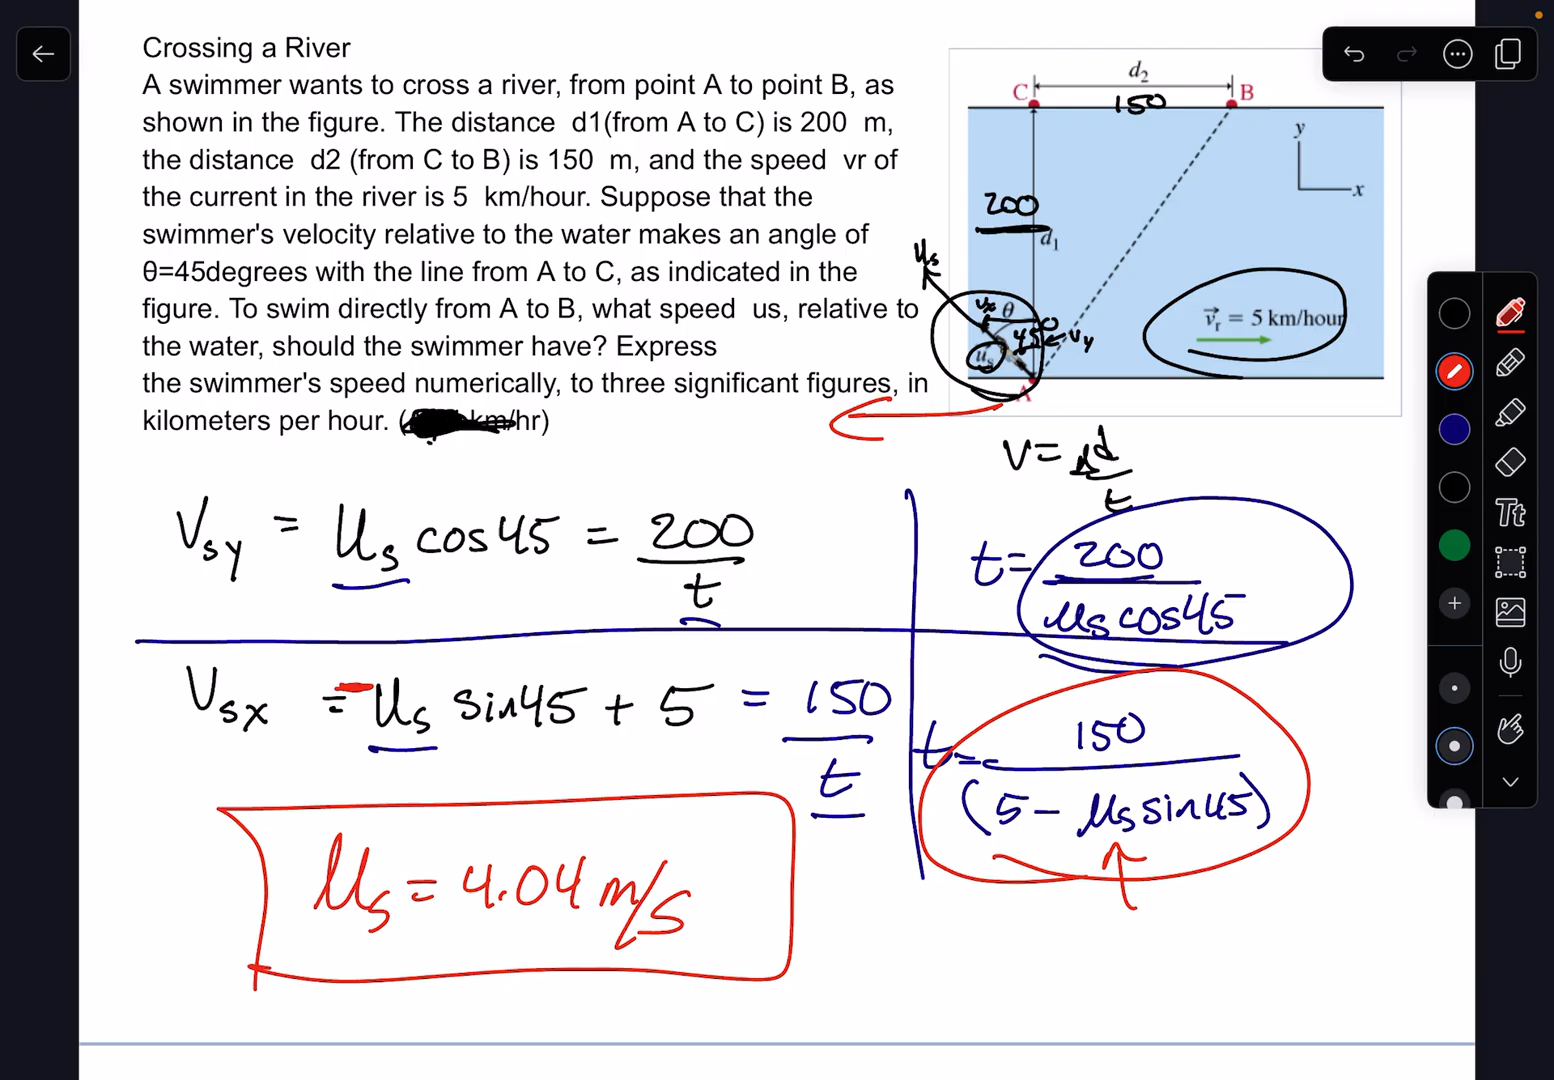 Crossing a River
A swimmer wants to cross a river, from point A to point B, as
shown in the figure. The distance d1(from A to C) is 200 m,
the distance d2 (from C to B) is 150 m, and the speed vr of
the current in the river is 5 km/hour. Suppose that the
swimmer's velocity relative to the water makes an angle of
θ=45degrees with the line from A to C, as indicated in the
figure. To swim directly from A to B, what speed us, relative to
the water, should the swimmer have? Express
the swimmer's speed numerically, to three significant figures, in
kilometers per hour. ( km/hr)
d₂
C B
150
y
x
200
d₁
us
vx θ
45 vy
us
A
v⃗r = 5 km/hour
V = Δd/t
Vsy = us cos45 = 200/t
t = 200/(us cos45)
Vsx = -us sin45 + 5 = 150/t
t = 150/(5 - us sin45)
us = 4.04 m/s
Tt